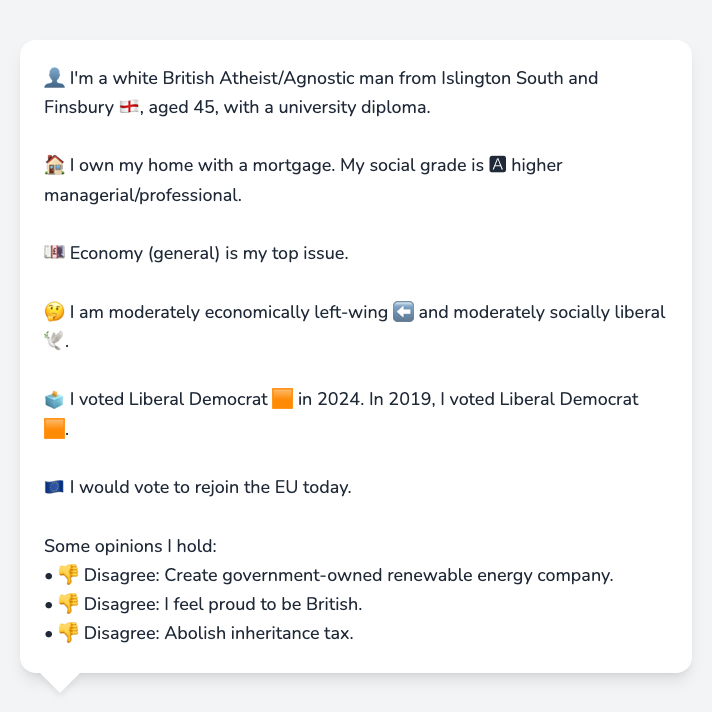 👤 I'm a white British Atheist/Agnostic man from Islington South and
Finsbury 🏴󠁧󠁢󠁥󠁮󠁧󠁿, aged 45, with a university diploma.
🏠 I own my home with a mortgage. My social grade is 🅰 higher
managerial/professional.
💷 Economy (general) is my top issue.
🤔 I am moderately economically left-wing ⬅️ and moderately socially liberal
🕊️.
🗳️ I voted Liberal Democrat 🟧 in 2024. In 2019, I voted Liberal Democrat
🟧.
🇪🇺 I would vote to rejoin the EU today.
Some opinions I hold:
• 👎 Disagree: Create government-owned renewable energy company.
• 👎 Disagree: I feel proud to be British.
• 👎 Disagree: Abolish inheritance tax.